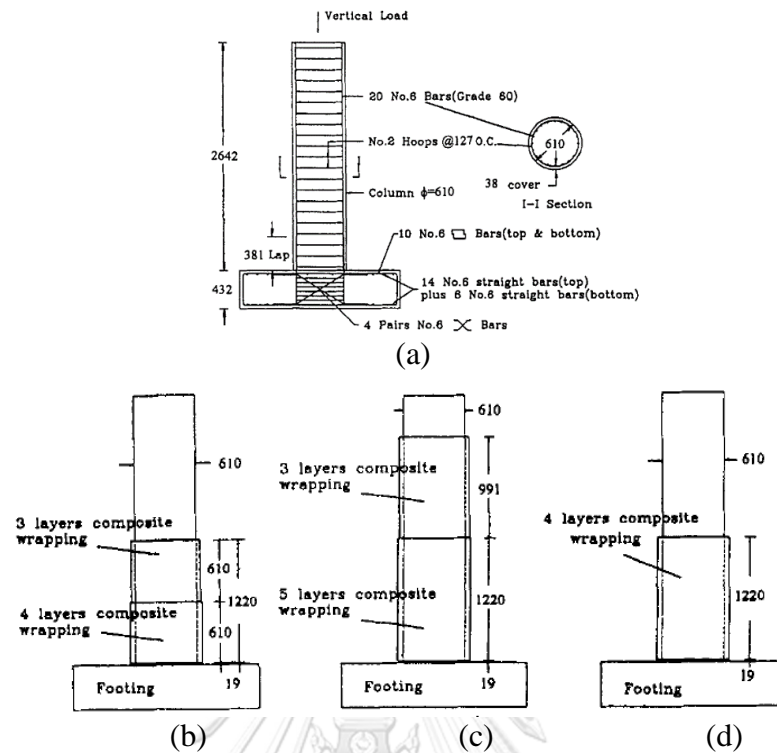 Vertical Load
20 No.6 Bars(Grade 60)
No.2 Hoops @127 O.C.
610
2642
38 cover
Column ϕ=610
I-I Section
10 No.6 Bars(top & bottom)
381 Lap
14 No.6 straight bars(top)
432
plus 6 No.6 straight bars(bottom)
4 Pairs No.6 Bars
(a)
610
3 layers composite
wrapping
610
1220
4 layers composite
wrapping
610
19
Footing
(b)
610
3 layers composite
wrapping
991
5 layers composite
wrapping
1220
19
Footing
(c)
610
4 layers composite
wrapping
1220
19
Footing
(d)